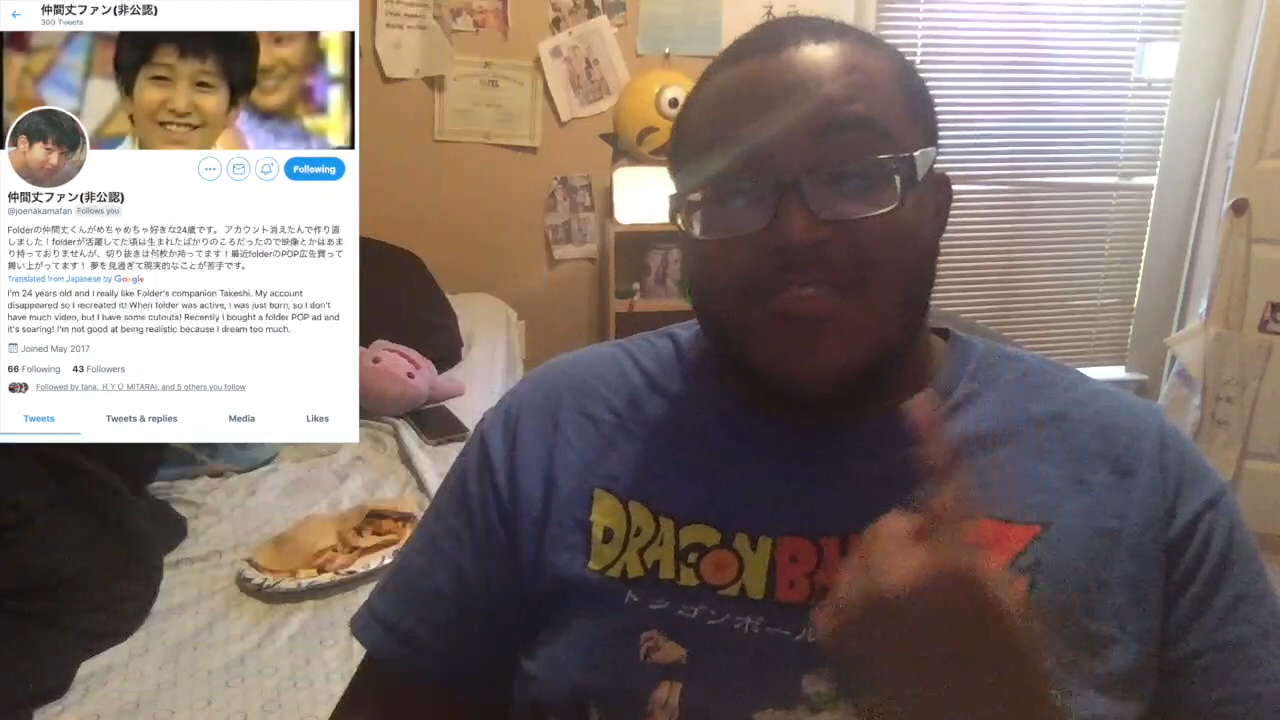 仲間丈ファン(非公認)
300 Tweets
Following
仲間丈ファン(非公認)
@joenakamafan Follows you
Folderの仲間丈くんがめちゃめちゃ好きな24歳です。 アカウント消えたんで作り直
しました！folderが活躍してた頃は生まれたばかりのころだったので映像とかはあま
り持っておりませんが、切り抜きは何枚か持ってます！最近folderのPOP広告買って
舞い上がってます！ 夢を見過ぎて現実的なことが苦手です。
Translated from Japanese by Google
I'm 24 years old and I really like Folder's companion Takeshi. My account
disappeared so I recreated it! When folder was active, I was just born, so I don't
have much video, but I have some cutouts! Recently I bought a folder POP ad and
it's soaring! I'm not good at being realistic because I dream too much.
Joined May 2017
66 Following 43 Followers
Followed by tana., R Y Ü MITARAI, and 5 others you follow
Tweets Tweets & replies Media Likes
DRAGON